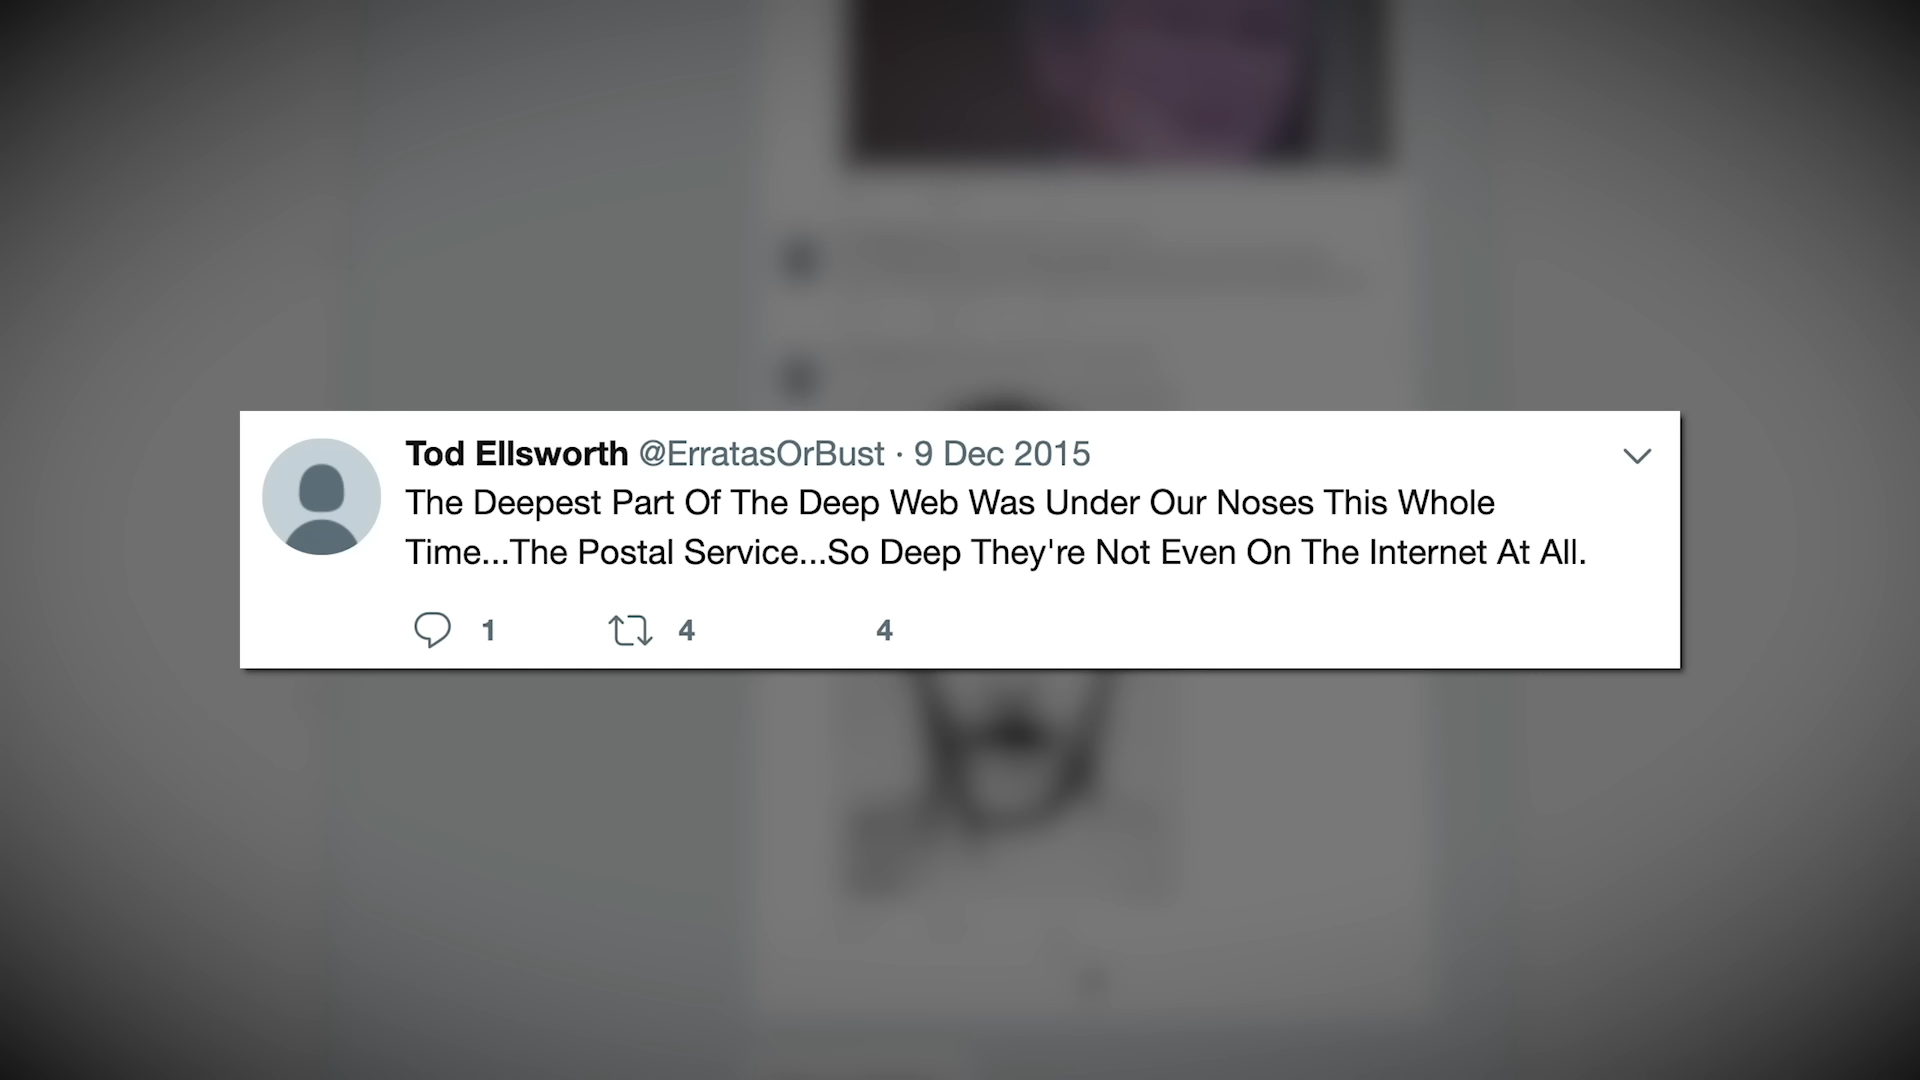 Tod Ellsworth @ErratasOrBust · 9 Dec 2015
The Deepest Part Of The Deep Web Was Under Our Noses This Whole
Time...The Postal Service...So Deep They're Not Even On The Internet At All.
1 4 4